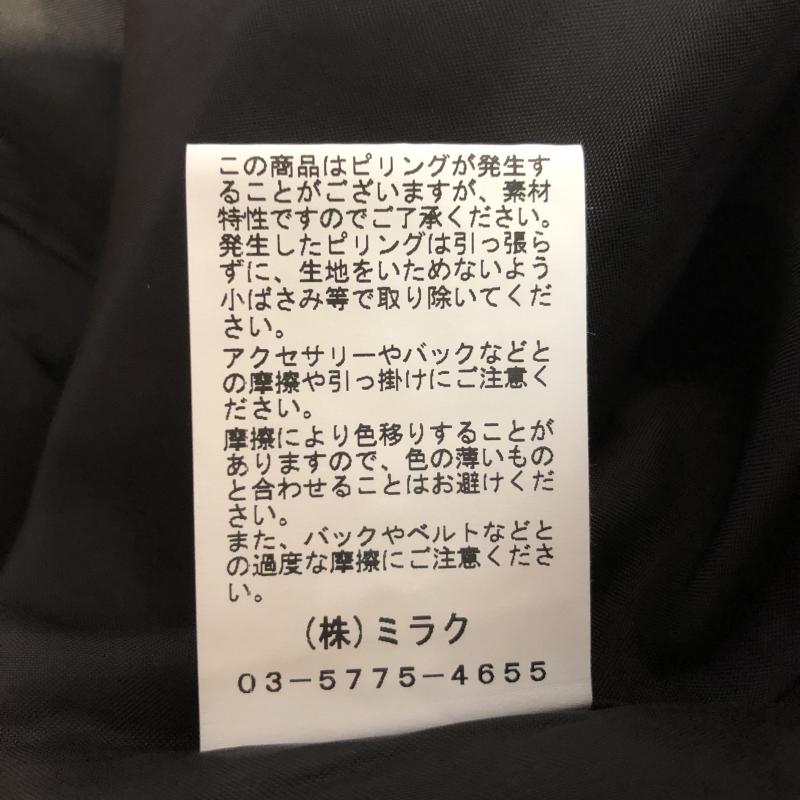 この商品はピリングが発生す
ることがございますが、素材
特性ですのでご了承ください。
発生したピリングは引っ張ら
ずに、生地をいためないよう
小ばさみ等で取り除いてくだ
さい。
アクセサリーやバックなどと
の摩擦や引っ掛けにご注意く
ださい。
摩擦により色移りすることが
ありますので、色の薄いもの
と合わせることはお避けくだ
さい。
また、バックやベルトなどと
の過度な摩擦にご注意くださ
い。
(株)ミラク
03-5775-4655